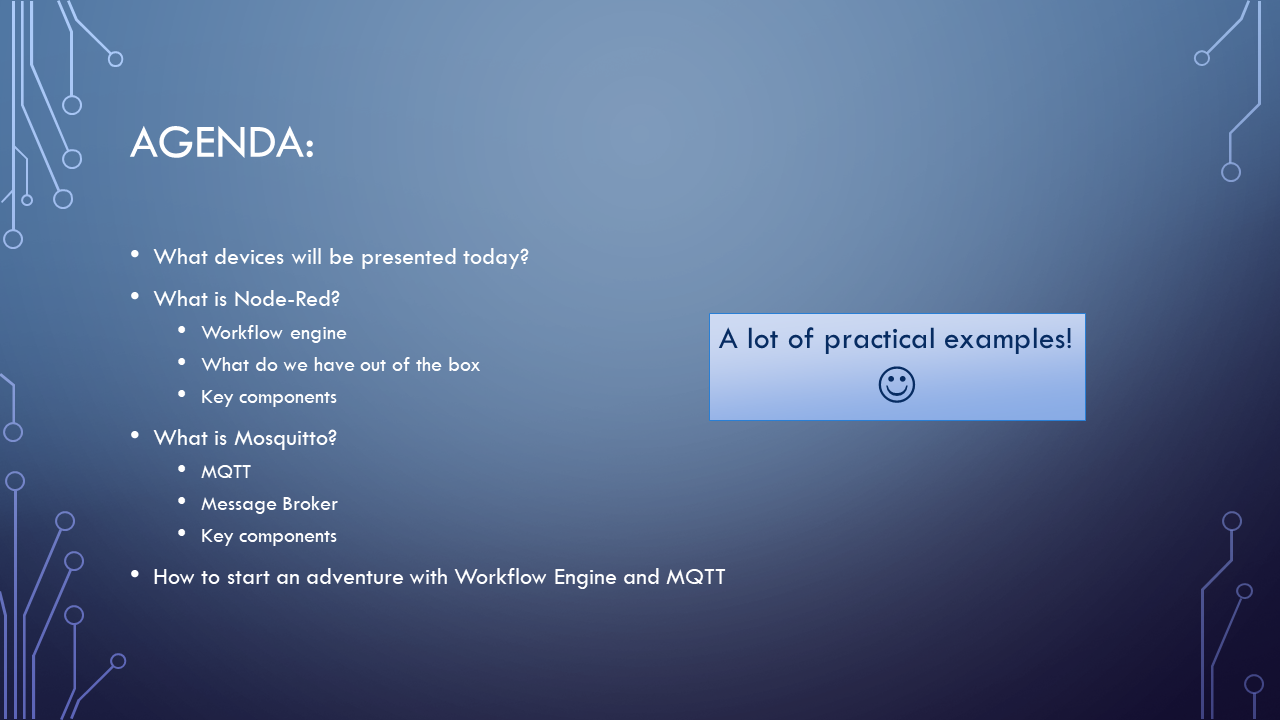 AGENDA:
• What devices will be presented today?
• What is Node-Red?
• Workflow engine
• What do we have out of the box
• Key components
• What is Mosquitto?
• MQTT
• Message Broker
• Key components
• How to start an adventure with Workflow Engine and MQTT
A lot of practical examples!
☺